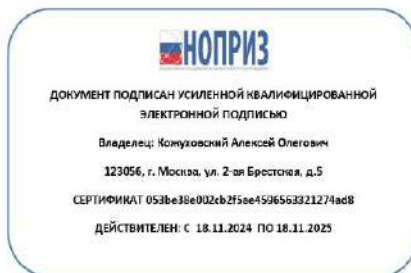 НОПРИЗ
ДОКУМЕНТ ПОДПИСАН УСИЛЕННОЙ КВАЛИФИЦИРОВАННОЙ
ЭЛЕКТРОННОЙ ПОДПИСЬЮ
Владелец: Кожуховский Алексей Олегович
123056, г. Москва, ул. 2-ая Брестская, д.5
СЕРТИФИКАТ 053be38e002cb2f5ae4596563321274ad8
ДЕЙСТВИТЕЛЕН: С 18.11.2024 ПО 18.11.2025